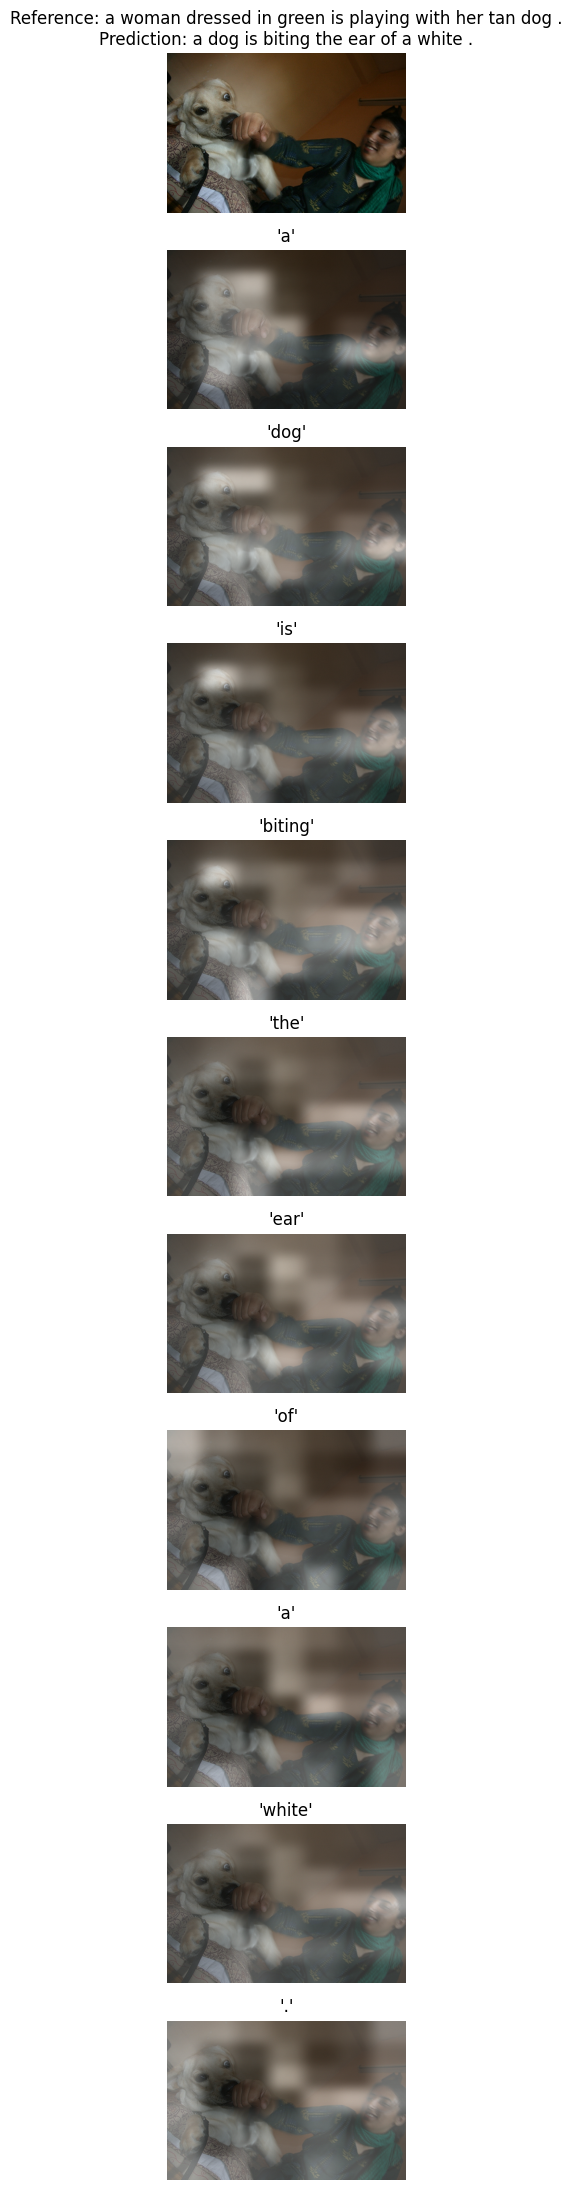 Reference: a woman dressed in green is playing with her tan dog .
Prediction: a dog is biting the ear of a white .
'a'
'dog'
'is'
'biting'
'the'
'ear'
'of'
'a'
'white'
'.'